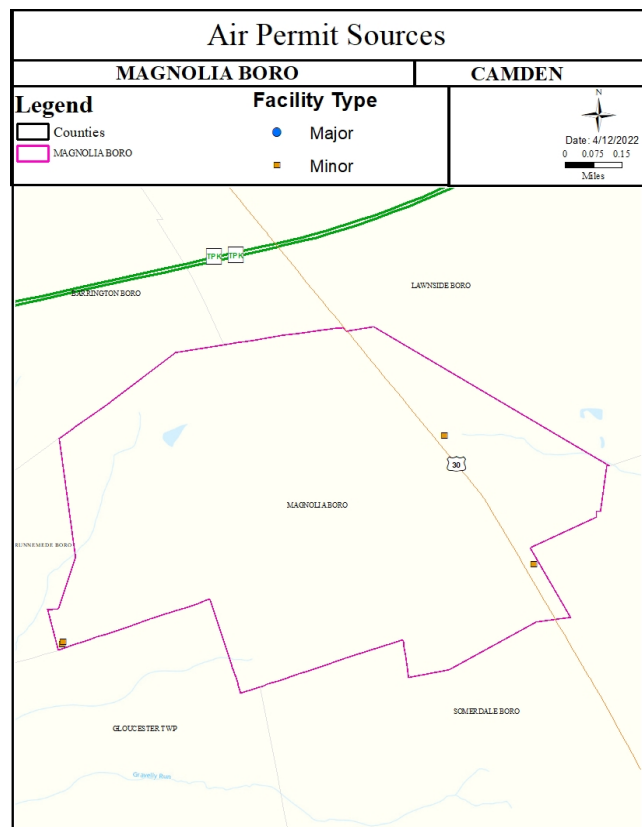 Air Permit Sources
MAGNOLIA BORO
CAMDEN
Legend
Counties
MAGNOLIA BORO
Facility Type
Major
Minor
N
Date: 4/12/2022
0 0.075 0.15
Miles
TPK TPK
BARRINGTON BORO
LAWNSIDE BORO
30
MAGNOLIA BORO
RUNNEMEDE BORO
SOMERDALE BORO
GLOUCESTER TWP
Gravelly Run